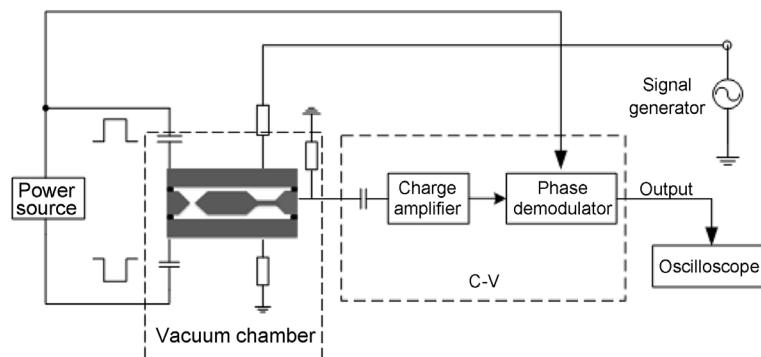 Signal
generator
Power
source
Charge
amplifier
Phase
demodulator
Output
Oscilloscope
C-V
Vacuum chamber